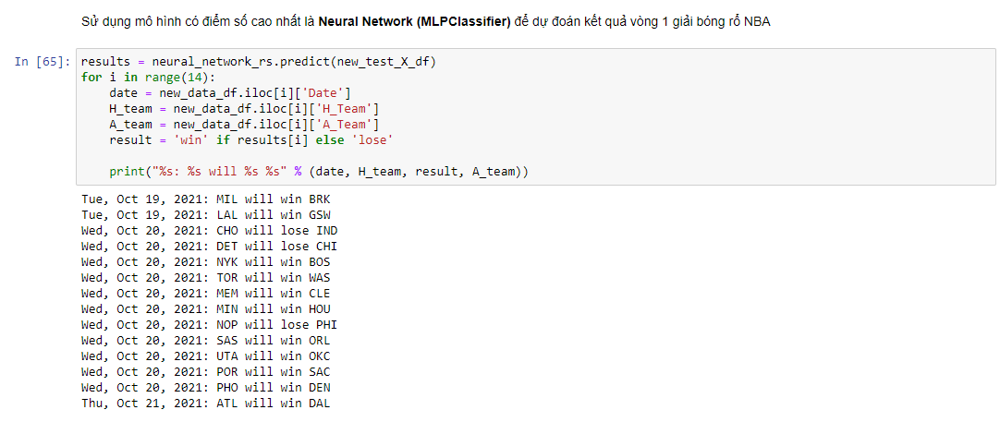 Sử dụng mô hình có điểm số cao nhất là Neural Network (MLPClassifier) để dự đoán kết quả vòng 1 giải bóng rổ NBA
In [65]: results = neural_network_rs.predict(new_test_X_df)
for i in range(14):
    date = new_data_df.iloc[i]['Date']
    H_team = new_data_df.iloc[i]['H_Team']
    A_team = new_data_df.iloc[i]['A_Team']
    result = 'win' if results[i] else 'lose'
    print("%s: %s will %s %s" % (date, H_team, result, A_team))
Tue, Oct 19, 2021: MIL will win BRK
Tue, Oct 19, 2021: LAL will win GSW
Wed, Oct 20, 2021: CHO will lose IND
Wed, Oct 20, 2021: DET will lose CHI
Wed, Oct 20, 2021: NYK will win BOS
Wed, Oct 20, 2021: TOR will win WAS
Wed, Oct 20, 2021: MEM will win CLE
Wed, Oct 20, 2021: MIN will win HOU
Wed, Oct 20, 2021: NOP will lose PHI
Wed, Oct 20, 2021: SAS will win ORL
Wed, Oct 20, 2021: UTA will win OKC
Wed, Oct 20, 2021: POR will win SAC
Wed, Oct 20, 2021: PHO will win DEN
Thu, Oct 21, 2021: ATL will win DAL